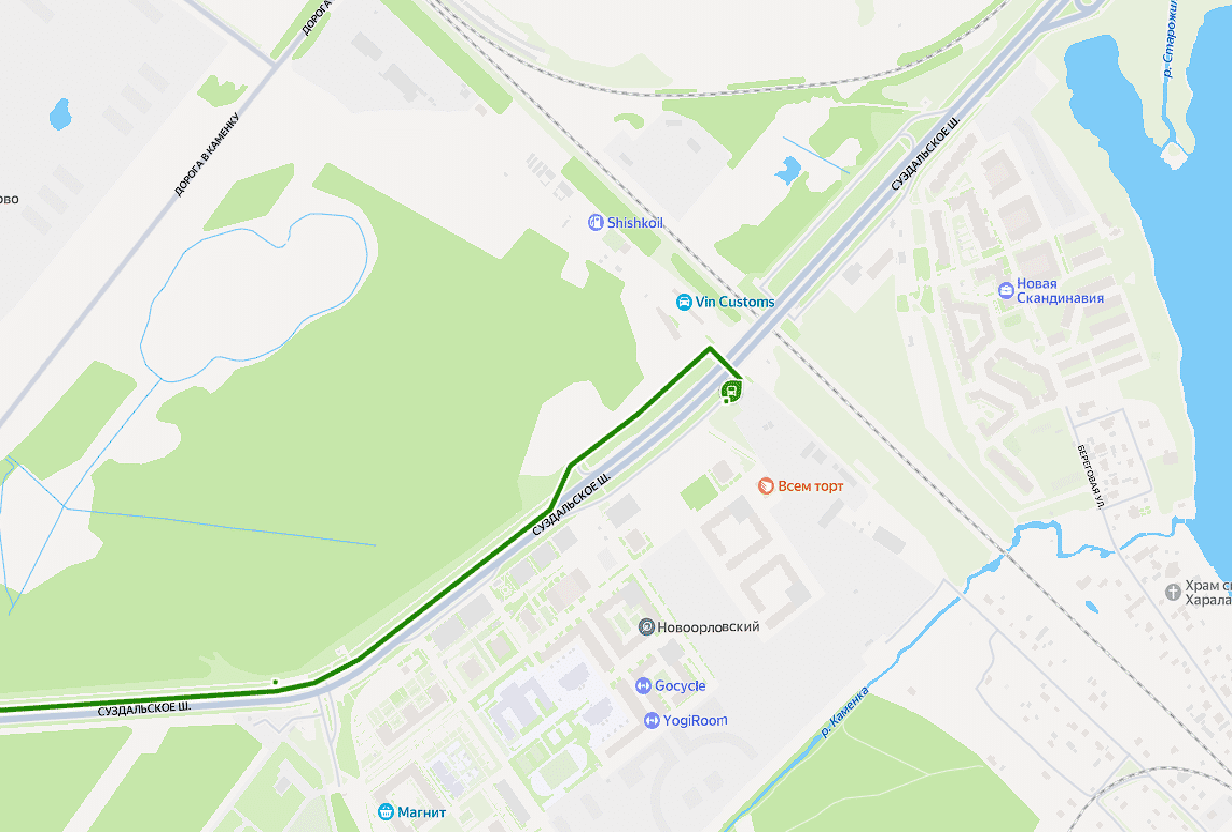 ДОРОГА
р. Старожил
ДОРОГА В КАМЕНКУ
СУЗДАЛЬСКОЕ Ш.
ово
Shishkoil
Новая
Скандинавия
Vin Customs
БЕРЕГОВАЯ УЛ.
Всем торт
СУЗДАЛЬСКОЕ Ш.
Храм с
Харала
Новоорловский
Gocycle
р. Каменка
СУЗДАЛЬСКОЕ Ш.
YogiRoom
Магнит